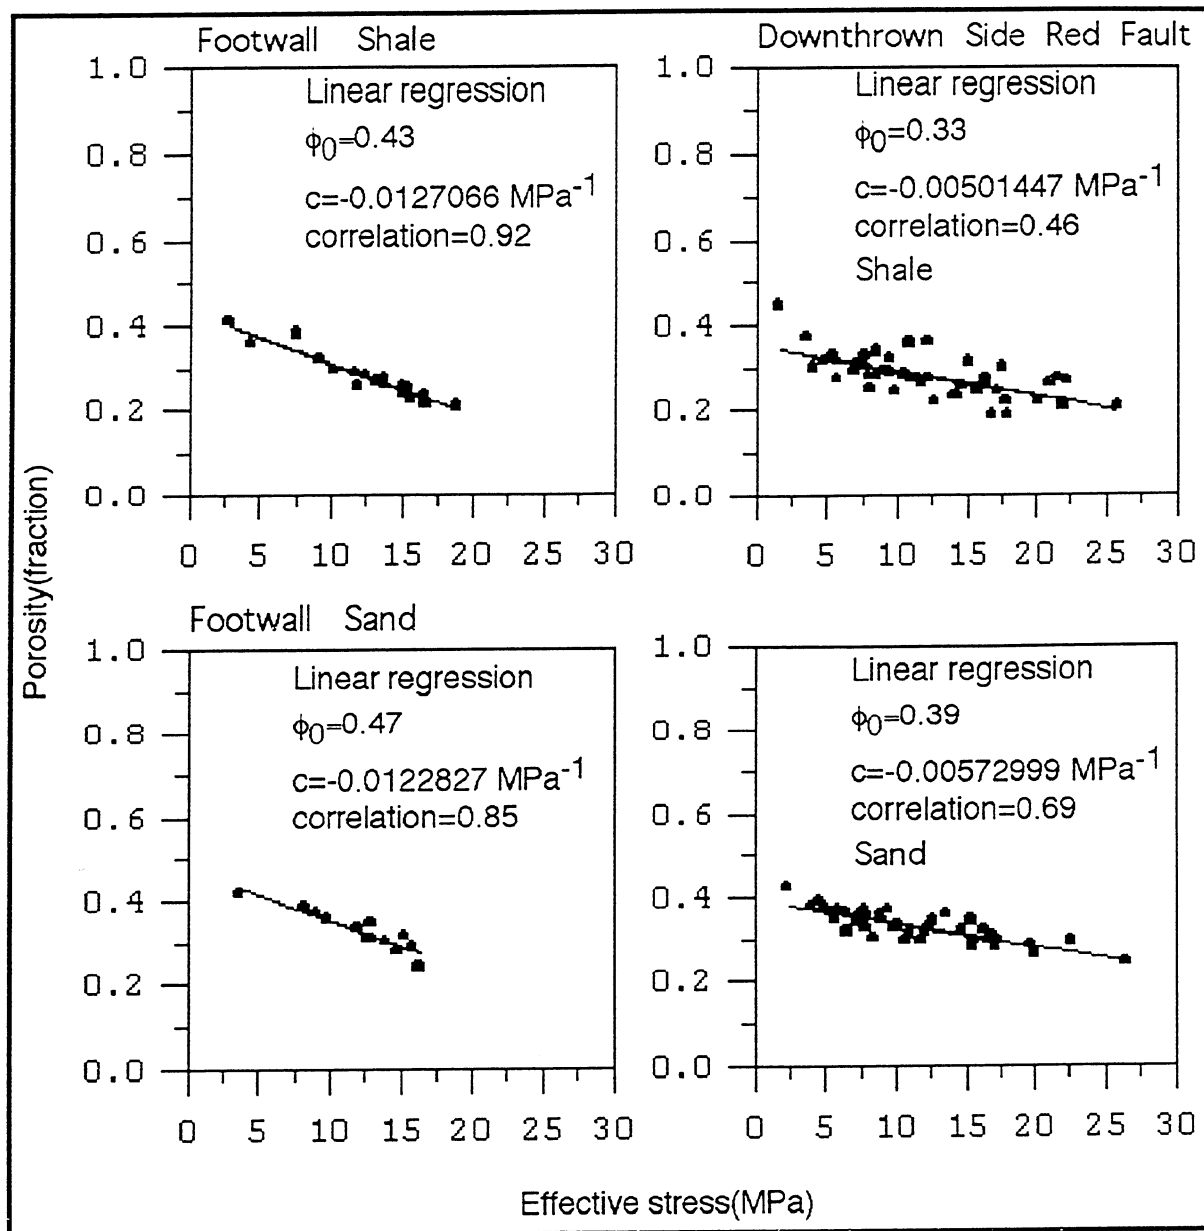 Footwall Shale
1.0
0.8
0.6
0.4
0.2
0.0
0 5 10 15 20 25 30
Linear regression
ϕ0=0.43
c=-0.0127066 MPa-1
correlation=0.92
Downthrown Side Red Fault
1.0
0.8
0.6
0.4
0.2
0.0
0 5 10 15 20 25 30
Linear regression
ϕ0=0.33
c=-0.00501447 MPa-1
correlation=0.46
Shale
Footwall Sand
1.0
0.8
0.6
0.4
0.2
0.0
0 5 10 15 20 25 30
Linear regression
ϕ0=0.47
c=-0.0122827 MPa-1
correlation=0.85
1.0
0.8
0.6
0.4
0.2
0.0
0 5 10 15 20 25 30
Linear regression
ϕ0=0.39
c=-0.00572999 MPa-1
correlation=0.69
Sand
Porosity(fraction)
Effective stress(MPa)